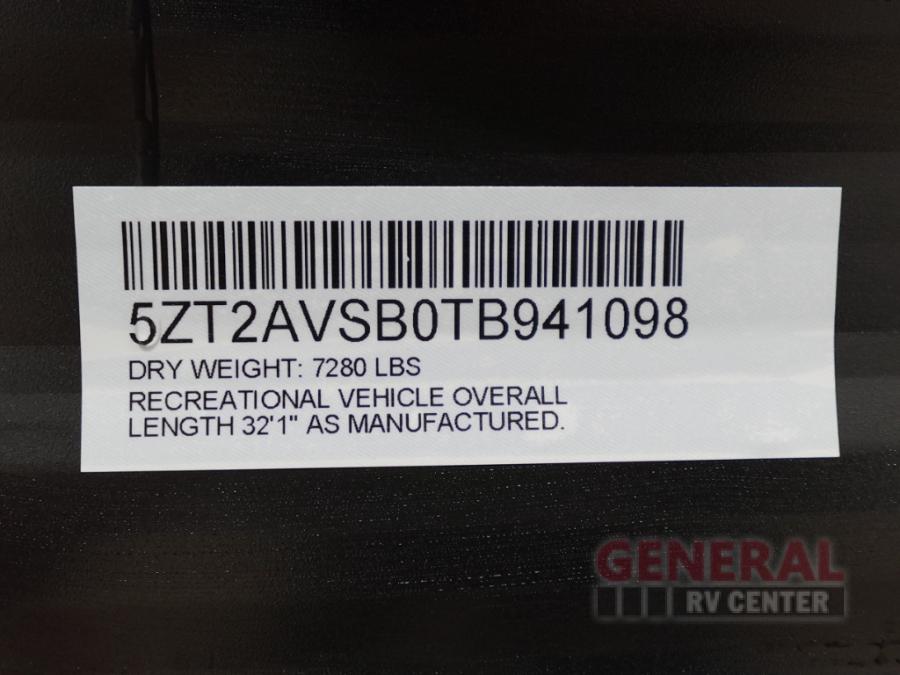 5ZT2AVSB0TB941098
DRY WEIGHT: 7280 LBS
RECREATIONAL VEHICLE OVERALL
LENGTH 32'1" AS MANUFACTURED.
GENERAL
RV CENTER